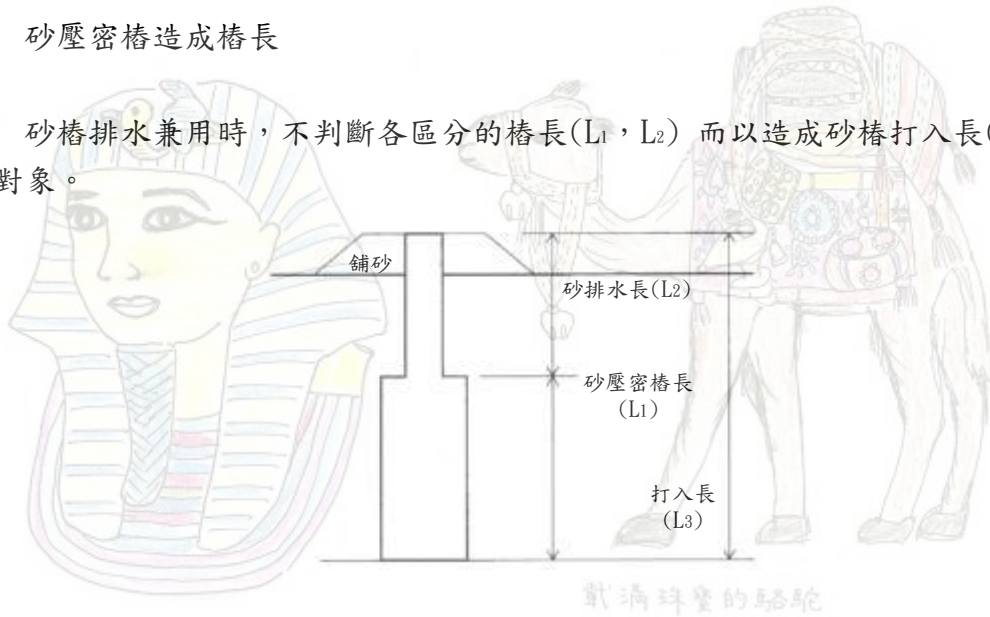 砂壓密樁造成樁長
砂樁排水兼用時，不判斷各區分的樁長(L₁，L₂) 而以造成砂樁打入長(
對象。
舖砂
砂排水長(L2)
砂壓密樁長
(L1)
打入長
(L3)
戴滿珠寶的駱駝